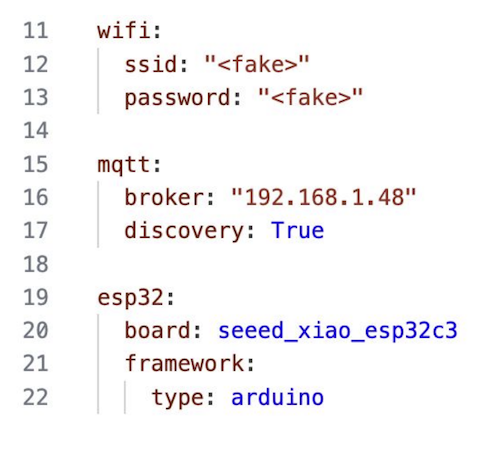 11 wifi:
12   ssid: "<fake>"
13   password: "<fake>"
14
15 mqtt:
16   broker: "192.168.1.48"
17   discovery: True
18
19 esp32:
20   board: seeed_xiao_esp32c3
21   framework:
22     type: arduino